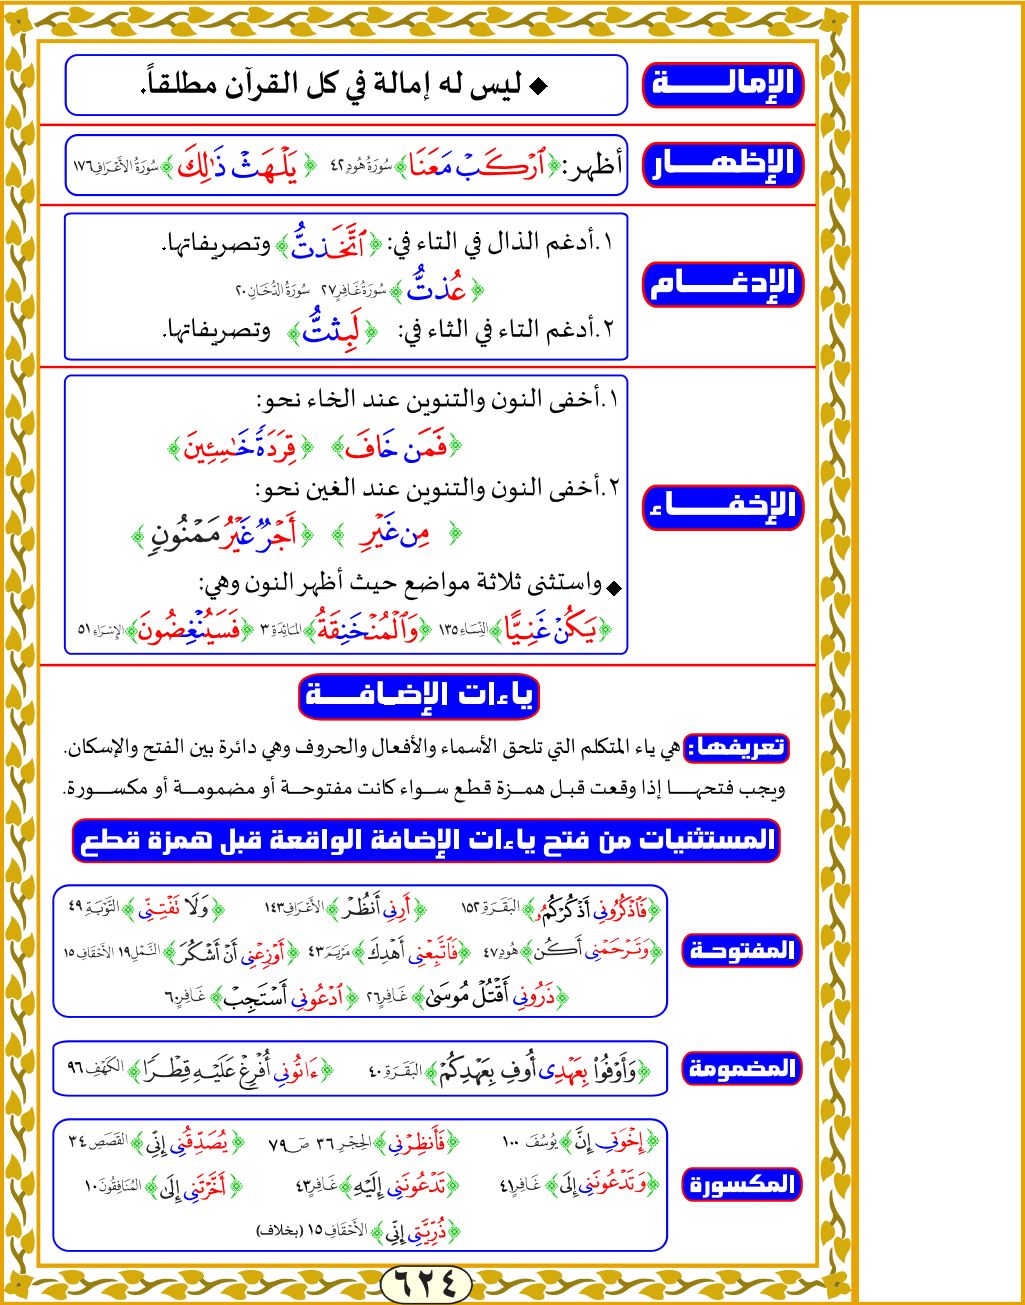 الإمالة
◆ ليس له إمالة في كل القرآن مطلقاً.
الإظهار
أظهر: ﴿ٱرۡكَبۡ مَعَنَا﴾ سُورَةُ هُودٍ ٤٢ ﴿يَلۡهَثۡ ذَٰلِكَ﴾ سُورَةُ الأَعۡرَافِ ١٧٦
الإدغام
١. أدغم الذال في التاء في: ﴿ٱتَّخَذتُّ﴾ وتصريفاتها.
﴿عُذتُّ﴾ سُورَةُ غَافِرٍ ٢٧ سُورَةُ الدُّخَانِ ٢٠
٢. أدغم التاء في الثاء في: ﴿لَبِثتُّ﴾ وتصريفاتها.
الإخفاء
١. أخفى النون والتنوين عند الخاء نحو:
﴿فَمَن خَافَ﴾ ﴿قِرَدَةً خَٰسِـِٔينَ﴾
٢. أخفى النون والتنوين عند الغين نحو:
﴿مِن غَيۡرِ﴾ ﴿أَجۡرٌ غَيۡرُ مَمۡنُونٖ﴾
◆ واستثنى ثلاثة مواضع حيث أظهر النون وهي:
﴿يَكُنۡ غَنِيًّا﴾ النِّسَاء ١٣٥ ﴿وَٱلۡمُنۡخَنِقَةُ﴾ المَائِدَة ٣ ﴿فَسَيُنۡغِضُونَ﴾ الإِسۡرَاء ٥١
ياءات الإضافة
تعريفها: هي ياء المتكلم التي تلحق الأسماء والأفعال والحروف وهي دائرة بين الفتح والإسكان.
ويجب فتحها إذا وقعت قبل همزة قطع سواء كانت مفتوحة أو مضمومة أو مكسورة.
المستثنيات من فتح ياءات الإضافة الواقعة قبل همزة قطع
المفتوحة
﴿فَٱذۡكُرُونِي أَذۡكُرۡكُمُۥ﴾ البَقَرَة ١٥٢ ﴿أَرِنِي أَنظُرۡ﴾ الأَعۡرَاف ١٤٣ ﴿وَلَا تَفۡتِنِّي﴾ التَّوۡبَة ٤٩
﴿وَتَرۡحَمۡنِي أَكُن﴾ هُود ٤٧ ﴿فَٱتَّبِعۡنِي أَهۡدِكَ﴾ مَرۡيَم ٤٣ ﴿أَوۡزِعۡنِي أَنۡ أَشۡكُرَ﴾ النَّمۡل ١٩ الأَحۡقَاف ١٥
﴿ذَرُونِي أَقۡتُلۡ مُوسَىٰ﴾ غَافِر ٢٦ ﴿ٱدۡعُونِي أَسۡتَجِبۡ﴾ غَافِر ٦٠
المضمومة
﴿وَأَوۡفُواْ بِعَهۡدِي أُوفِ بِعَهۡدِكُمۡ﴾ البَقَرَة ٤٠ ﴿ءَاتُونِي أُفۡرِغۡ عَلَيۡهِ قِطۡرًا﴾ الكَهۡف ٩٦
المكسورة
﴿إِخۡوَتِي إِنَّ﴾ يُوسُفَ ١٠٠ ﴿فَأَنظِرۡنِي﴾ الحِجۡر ٣٦ صٓ ٧٩ ﴿يُصَدِّقُنِي إِنِّي﴾ القَصَص ٣٤
﴿وَتَدۡعُونَنِي إِلَى﴾ غَافِر ٤١ ﴿تَدۡعُونَنِي إِلَيۡهِ﴾ غَافِر ٤٣ ﴿أَخَّرۡتَنِي إِلَىٰ﴾ المُنَافِقُون ١٠
﴿ذُرِّيَّتِي إِنِّي﴾ الأَحۡقَاف ١٥ (بخلاف)
٦٢٤